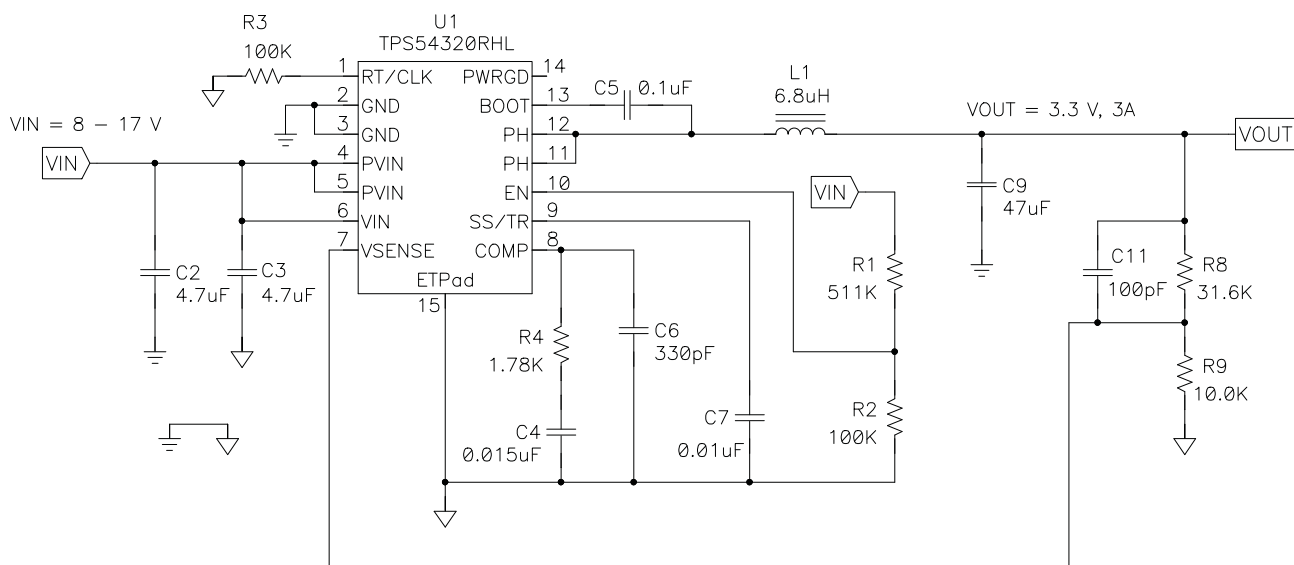 U1
TPS54320RHL
R3
100K
1
RT/CLK
PWRGD
14
2
GND
BOOT
13
C5
0.1uF
L1
6.8uH
3
GND
PH
12
VIN = 8 – 17 V
VOUT = 3.3 V, 3A
VOUT
VIN
4
PVIN
PH
11
5
PVIN
EN
10
VIN
6
VIN
SS/TR
9
7
VSENSE
COMP
8
ETPad
15
C2
4.7uF
C3
4.7uF
C9
47uF
R1
511K
C11
100pF
R8
31.6K
R4
1.78K
C6
330pF
R9
10.0K
C4
0.015uF
C7
0.01uF
R2
100K